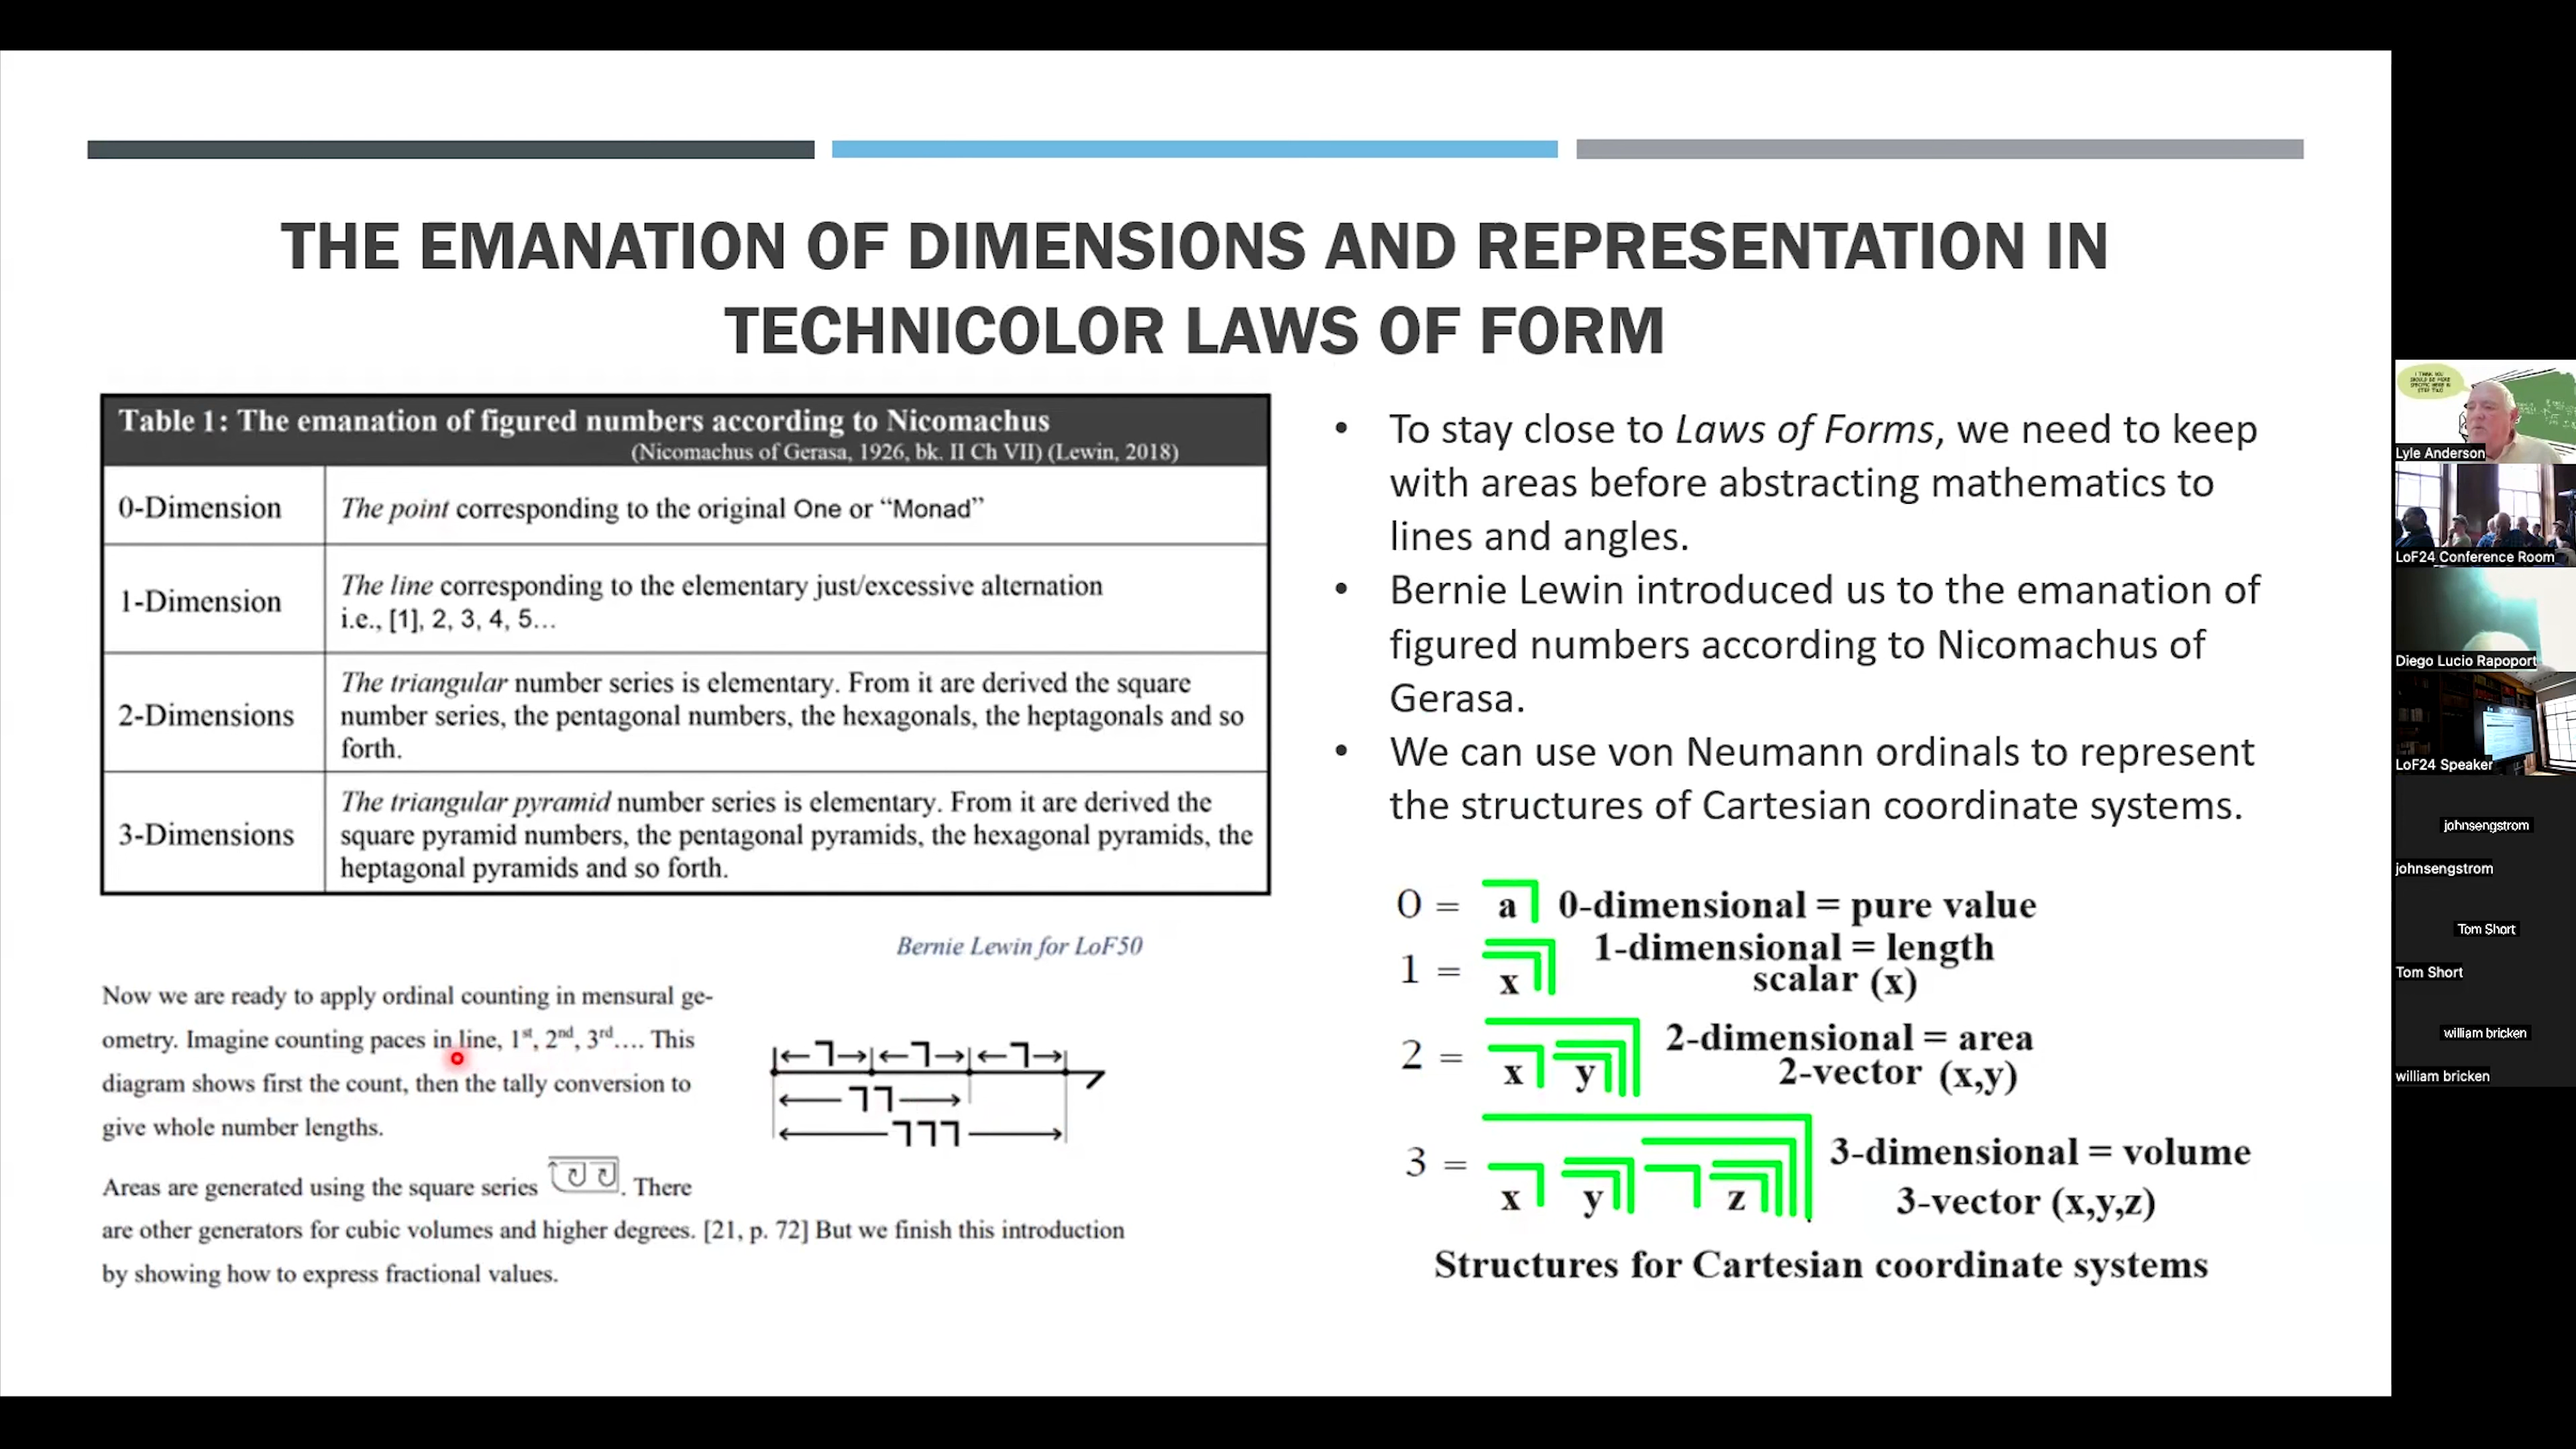 THE EMANATION OF DIMENSIONS AND REPRESENTATION IN
TECHNICOLOR LAWS OF FORM
Table 1: The emanation of figured numbers according to Nicomachus
(Nicomachus of Gerasa, 1926, bk. II Ch VII) (Lewin, 2018)
0-Dimension
The point corresponding to the original One or “Monad”
1-Dimension
The line corresponding to the elementary just/excessive alternation
i.e., [1], 2, 3, 4, 5…
2-Dimensions
The triangular number series is elementary. From it are derived the square
number series, the pentagonal numbers, the hexagonals, the heptagonals and so
forth.
3-Dimensions
The triangular pyramid number series is elementary. From it are derived the
square pyramid numbers, the pentagonal pyramids, the hexagonal pyramids, the
heptagonal pyramids and so forth.
Bernie Lewin for LoF50
Now we are ready to apply ordinal counting in mensural ge-
ometry. Imagine counting paces in line, 1st, 2nd, 3rd…. This
diagram shows first the count, then the tally conversion to
give whole number lengths.
Areas are generated using the square series . There
are other generators for cubic volumes and higher degrees. [21, p. 72] But we finish this introduction
by showing how to express fractional values.
• To stay close to Laws of Forms, we need to keep
with areas before abstracting mathematics to
lines and angles.
• Bernie Lewin introduced us to the emanation of
figured numbers according to Nicomachus of
Gerasa.
• We can use von Neumann ordinals to represent
the structures of Cartesian coordinate systems.
0 = a 0-dimensional = pure value
1 = x 1-dimensional = length
scalar (x)
2 = x y 2-dimensional = area
2-vector (x,y)
3 = x y z 3-dimensional = volume
3-vector (x,y,z)
Structures for Cartesian coordinate systems
I THINK YOU
SHOULD BE MORE
SPECIFIC HERE IN
STEP TWO
Lyle Anderson
LoF24 Conference Room
Diego Lucio Rapoport
LoF24 Speaker
johnsengstrom
johnsengstrom
Tom Short
Tom Short
william bricken
william bricken